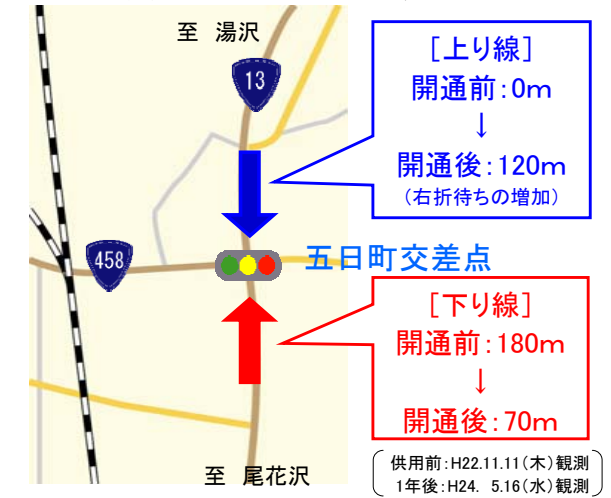 至 湯沢
13
[上り線]
開通前:0m
↓
開通後:120m
(右折待ちの増加)
458
五日町交差点
[下り線]
開通前:180m
↓
開通後:70m
至 尾花沢
供用前:H22.11.11(木)観測
1年後:H24. 5.16(水)観測